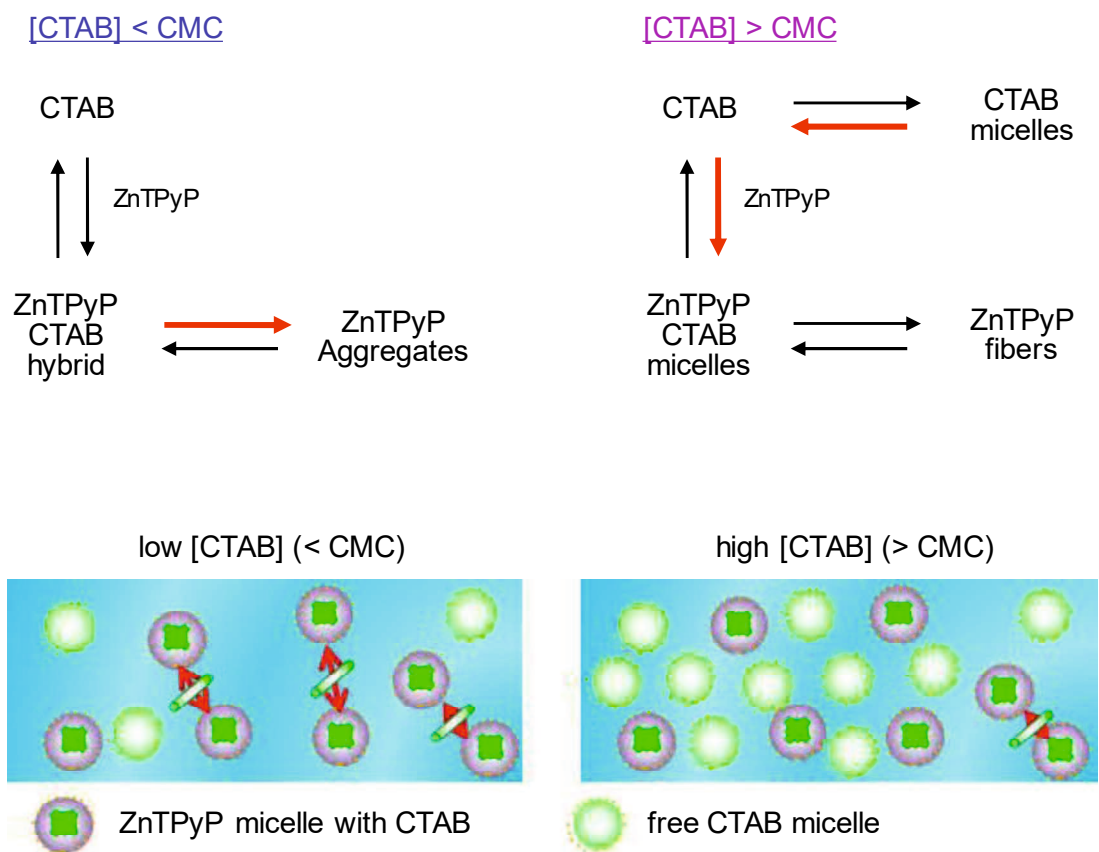 [CTAB] < CMC
CTAB
ZnTPyP
ZnTPyP
CTAB
hybrid
ZnTPyP
Aggregates
[CTAB] > CMC
CTAB
CTAB
micelles
ZnTPyP
ZnTPyP
CTAB
micelles
ZnTPyP
fibers
low [CTAB] (< CMC)
high [CTAB] (> CMC)
ZnTPyP micelle with CTAB
free CTAB micelle